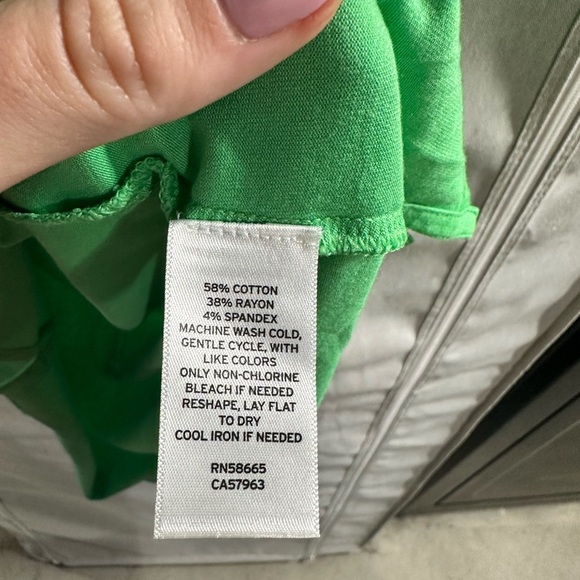 58% COTTON
38% RAYON
4% SPANDEX
MACHINE WASH COLD,
GENTLE CYCLE, WITH
LIKE COLORS
ONLY NON-CHLORINE
BLEACH IF NEEDED
RESHAPE, LAY FLAT
TO DRY
COOL IRON IF NEEDED
RN58665
CA57963